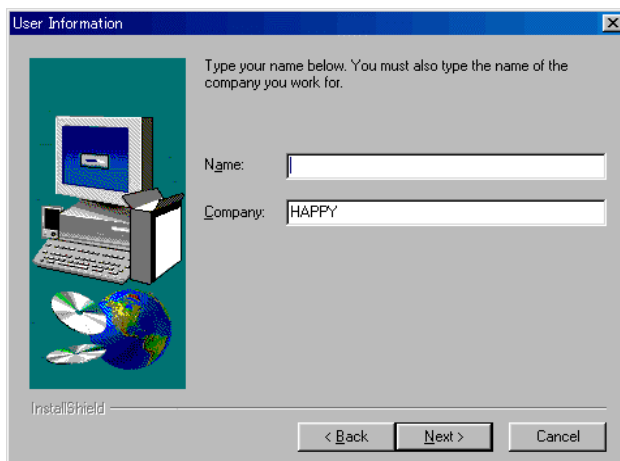 User Information
Type your name below. You must also type the name of the
company you work for.
Name:
Company: HAPPY
InstallShield
< Back Next > Cancel